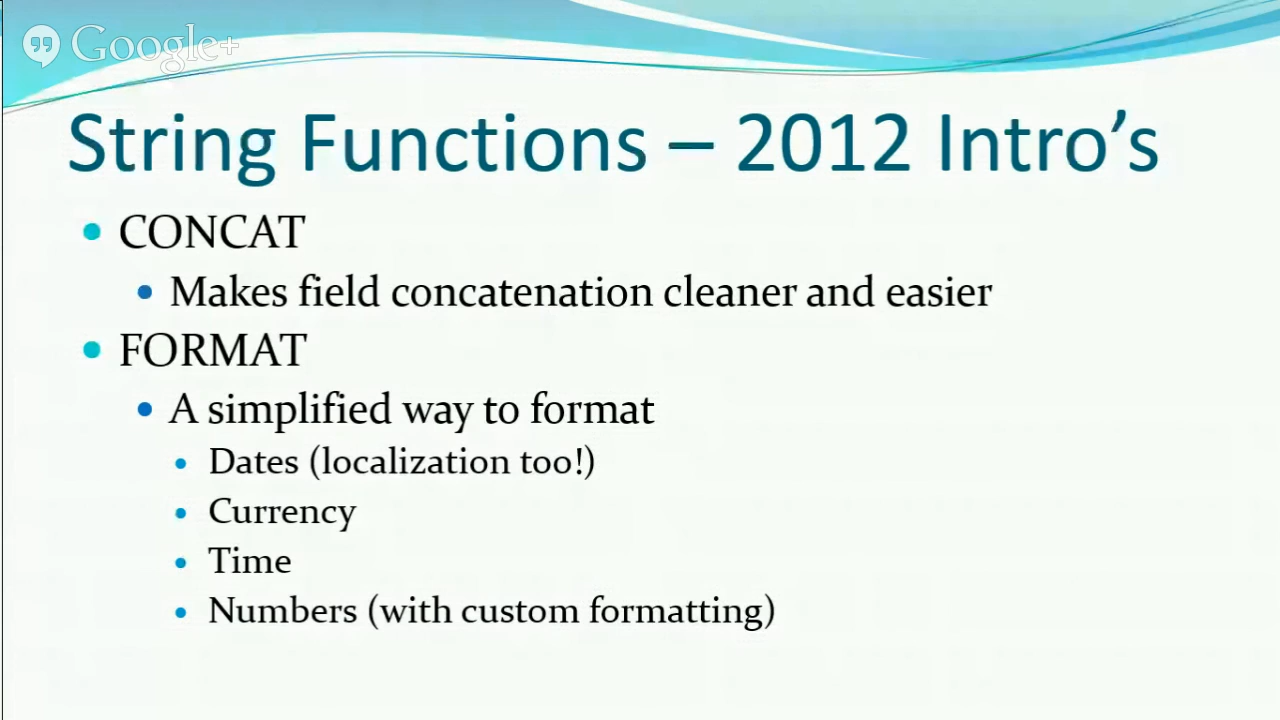 Google+
String Functions – 2012 Intro’s
• CONCAT
• Makes field concatenation cleaner and easier
• FORMAT
• A simplified way to format
• Dates (localization too!)
• Currency
• Time
• Numbers (with custom formatting)